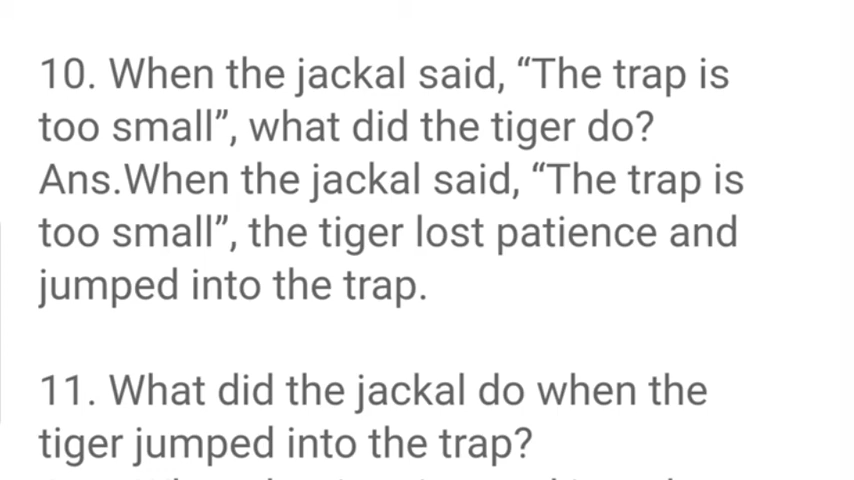 10. When the jackal said, “The trap is
too small”, what did the tiger do?
Ans.When the jackal said, “The trap is
too small”, the tiger lost patience and
jumped into the trap.
11. What did the jackal do when the
tiger jumped into the trap?